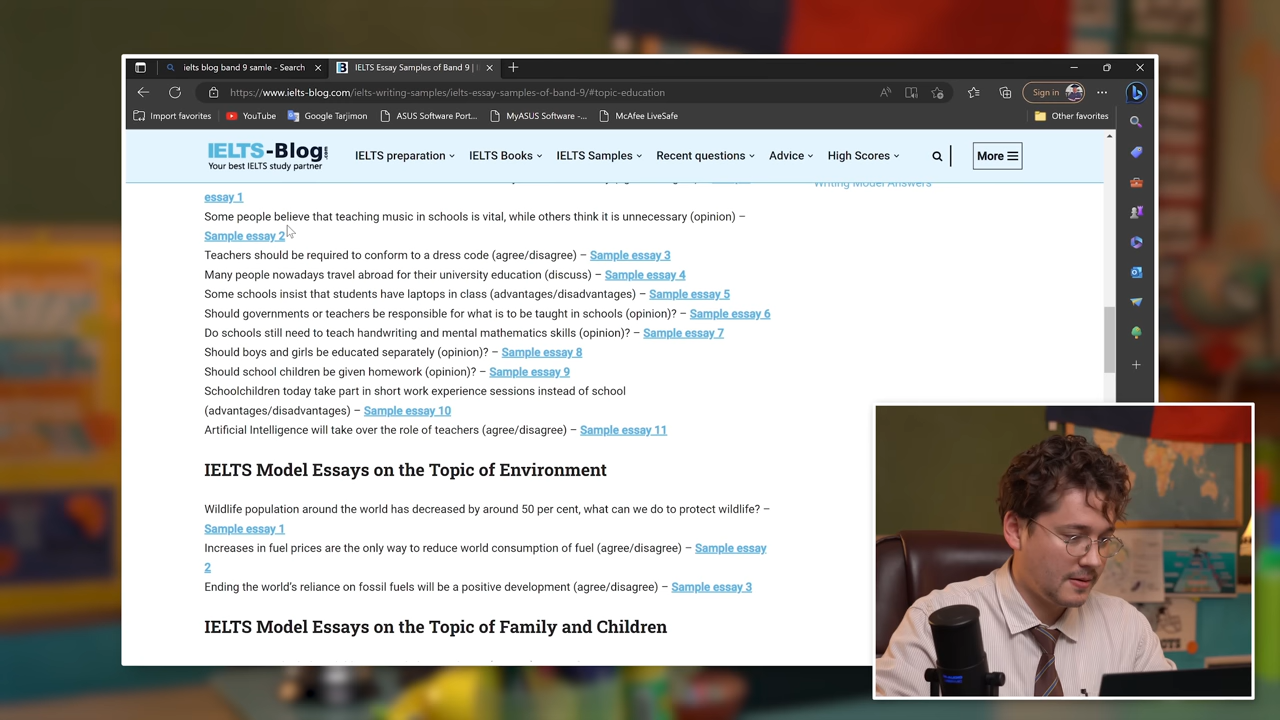 ielts blog band 9 samle - Search
IELTS Essay Samples of Band 9 |
https://www.ielts-blog.com/ielts-writing-samples/ielts-essay-samples-of-band-9/#topic-education
Sign in
Import favorites
YouTube
Google Tarjimon
ASUS Software Port...
MyASUS Software -...
McAfee LiveSafe
Other favorites
IELTS-Blog.com
Your best IELTS study partner
IELTS preparation
IELTS Books
IELTS Samples
Recent questions
Advice
High Scores
More
Writing Model Answers
essay 1
Some people believe that teaching music in schools is vital, while others think it is unnecessary (opinion) –
Sample essay 2
Teachers should be required to conform to a dress code (agree/disagree) – Sample essay 3
Many people nowadays travel abroad for their university education (discuss) – Sample essay 4
Some schools insist that students have laptops in class (advantages/disadvantages) – Sample essay 5
Should governments or teachers be responsible for what is to be taught in schools (opinion)? – Sample essay 6
Do schools still need to teach handwriting and mental mathematics skills (opinion)? – Sample essay 7
Should boys and girls be educated separately (opinion)? – Sample essay 8
Should school children be given homework (opinion)? – Sample essay 9
Schoolchildren today take part in short work experience sessions instead of school
(advantages/disadvantages) – Sample essay 10
Artificial Intelligence will take over the role of teachers (agree/disagree) – Sample essay 11
IELTS Model Essays on the Topic of Environment
Wildlife population around the world has decreased by around 50 per cent, what can we do to protect wildlife? –
Sample essay 1
Increases in fuel prices are the only way to reduce world consumption of fuel (agree/disagree) – Sample essay
2
Ending the world's reliance on fossil fuels will be a positive development (agree/disagree) – Sample essay 3
IELTS Model Essays on the Topic of Family and Children